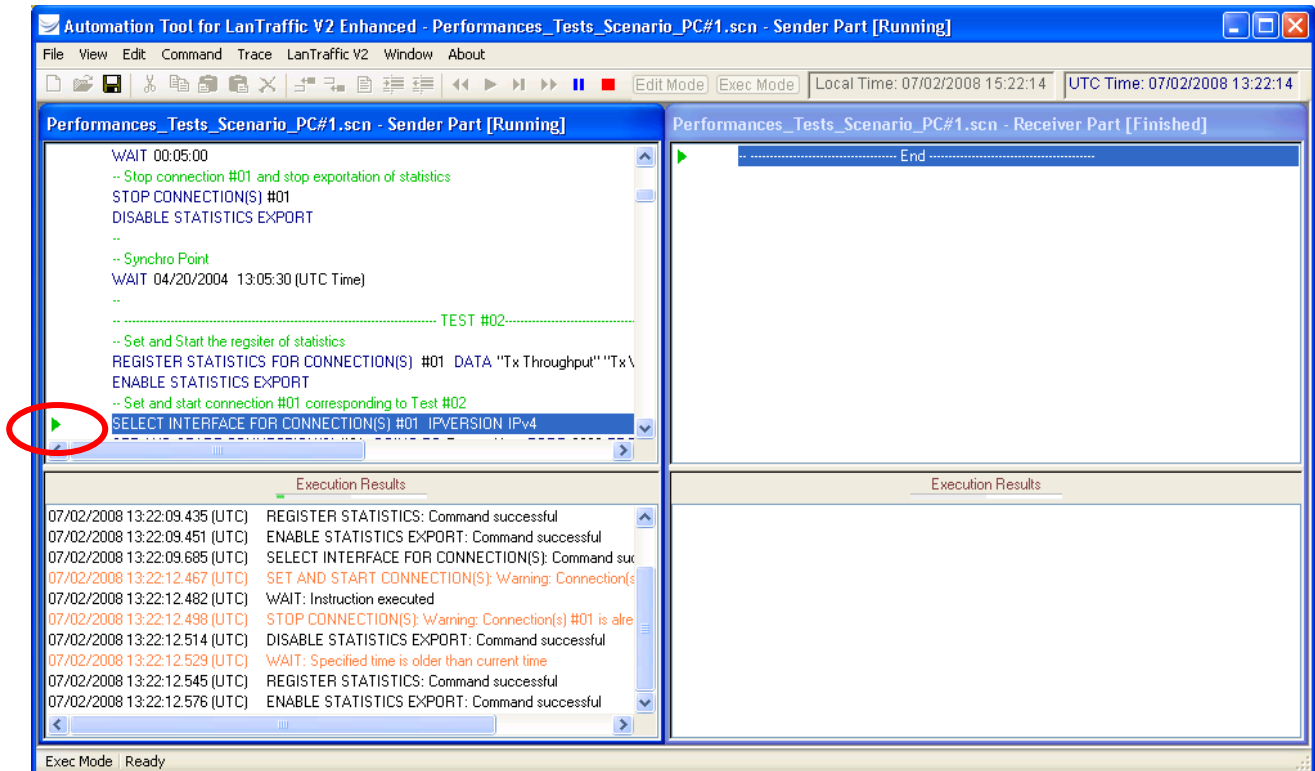 Automation Tool for LanTraffic V2 Enhanced - Performances_Tests_Scenario_PC#1.scn - Sender Part [Running]
File View Edit Command Trace LanTraffic V2 Window About
Edit Mode Exec Mode Local Time: 07/02/2008 15:22:14 UTC Time: 07/02/2008 13:22:14
Performances_Tests_Scenario_PC#1.scn - Sender Part [Running]
WAIT 00:05:00
-- Stop connection #01 and stop exportation of statistics
STOP CONNECTION(S) #01
DISABLE STATISTICS EXPORT
--
-- Synchro Point
WAIT 04/20/2004 13:05:30 (UTC Time)
--
-- ------------------------------ TEST #02------------------------------
-- Set and Start the regsiter of statistics
REGISTER STATISTICS FOR CONNECTION(S) #01 DATA "Tx Throughput" "Tx
ENABLE STATISTICS EXPORT
-- Set and start connection #01 corresponding to Test #02
SELECT INTERFACE FOR CONNECTION(S) #01 IPVERSION IPv4
Execution Results
07/02/2008 13:22:09.435 (UTC) REGISTER STATISTICS: Command successful
07/02/2008 13:22:09.451 (UTC) ENABLE STATISTICS EXPORT: Command successful
07/02/2008 13:22:09.685 (UTC) SELECT INTERFACE FOR CONNECTION(S): Command suc
07/02/2008 13:22:12.467 (UTC) SET AND START CONNECTION(S): Warning: Connection(s
07/02/2008 13:22:12.482 (UTC) WAIT: Instruction executed
07/02/2008 13:22:12.498 (UTC) STOP CONNECTION(S): Warning: Connection(s) #01 is alre
07/02/2008 13:22:12.514 (UTC) DISABLE STATISTICS EXPORT: Command successful
07/02/2008 13:22:12.529 (UTC) WAIT: Specified time is older than current time
07/02/2008 13:22:12.545 (UTC) REGISTER STATISTICS: Command successful
07/02/2008 13:22:12.576 (UTC) ENABLE STATISTICS EXPORT: Command successful
Performances_Tests_Scenario_PC#1.scn - Receiver Part [Finished]
-- ------------------------------ End ------------------------------
Execution Results
Exec Mode Ready